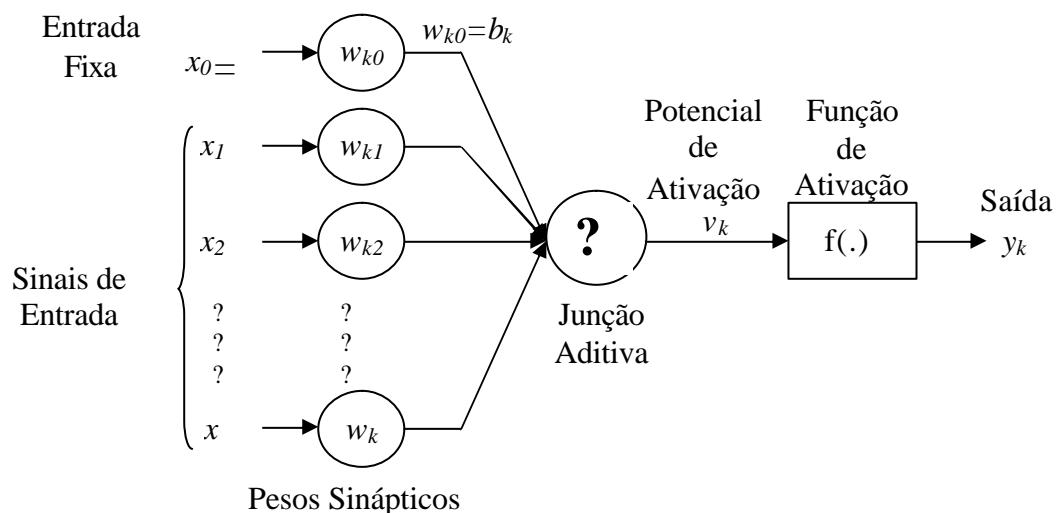 Entrada
Fixa
x0=
wk0
wk0=bk
x1
wk1
x2
wk2
Sinais de
Entrada
? ?
? ?
? ?
x
wk
Pesos Sinápticos
?
Junção
Aditiva
Potencial
de
Ativação
vk
Função
de
Ativação
f(.)
Saída
yk